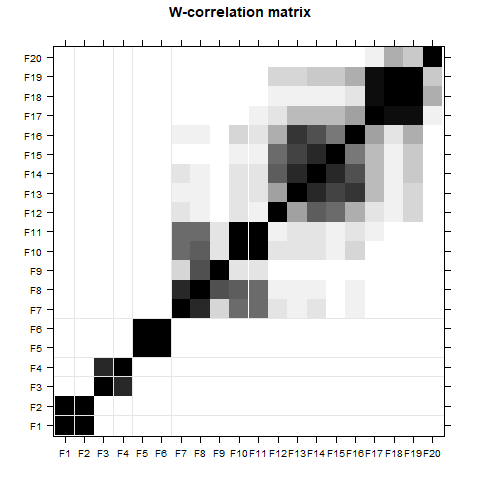 W-correlation matrix
F20
F19
F18
F17
F16
F15
F14
F13
F12
F11
F10
F9
F8
F7
F6
F5
F4
F3
F2
F1
F1 F2 F3 F4 F5 F6 F7 F8 F9 F10 F11 F12 F13 F14 F15 F16 F17 F18 F19 F20